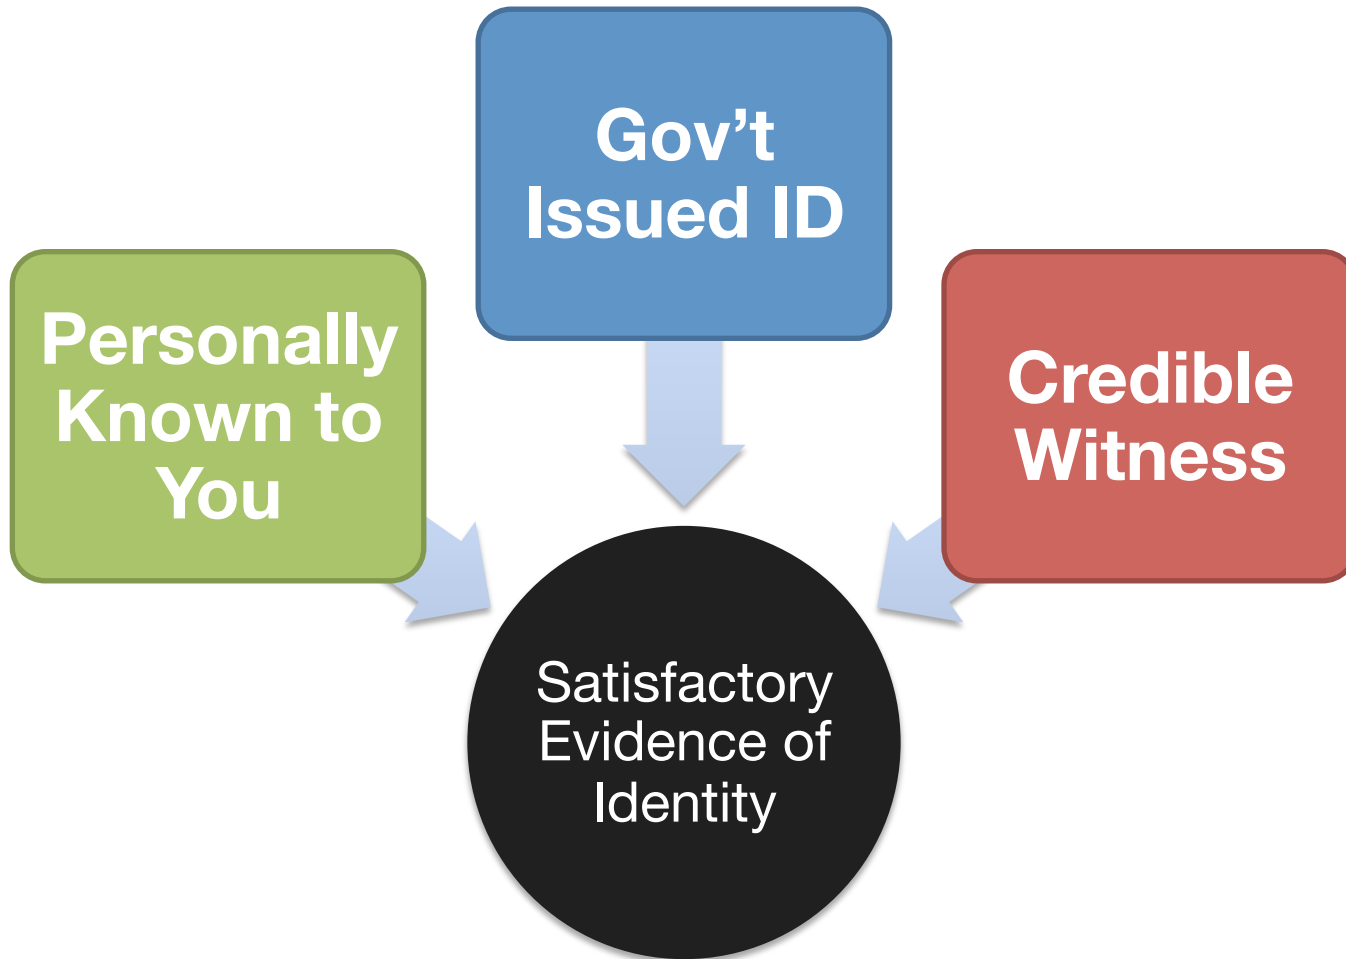 Gov’t
Issued ID
Personally
Known to
You
Credible
Witness
Satisfactory
Evidence of
Identity